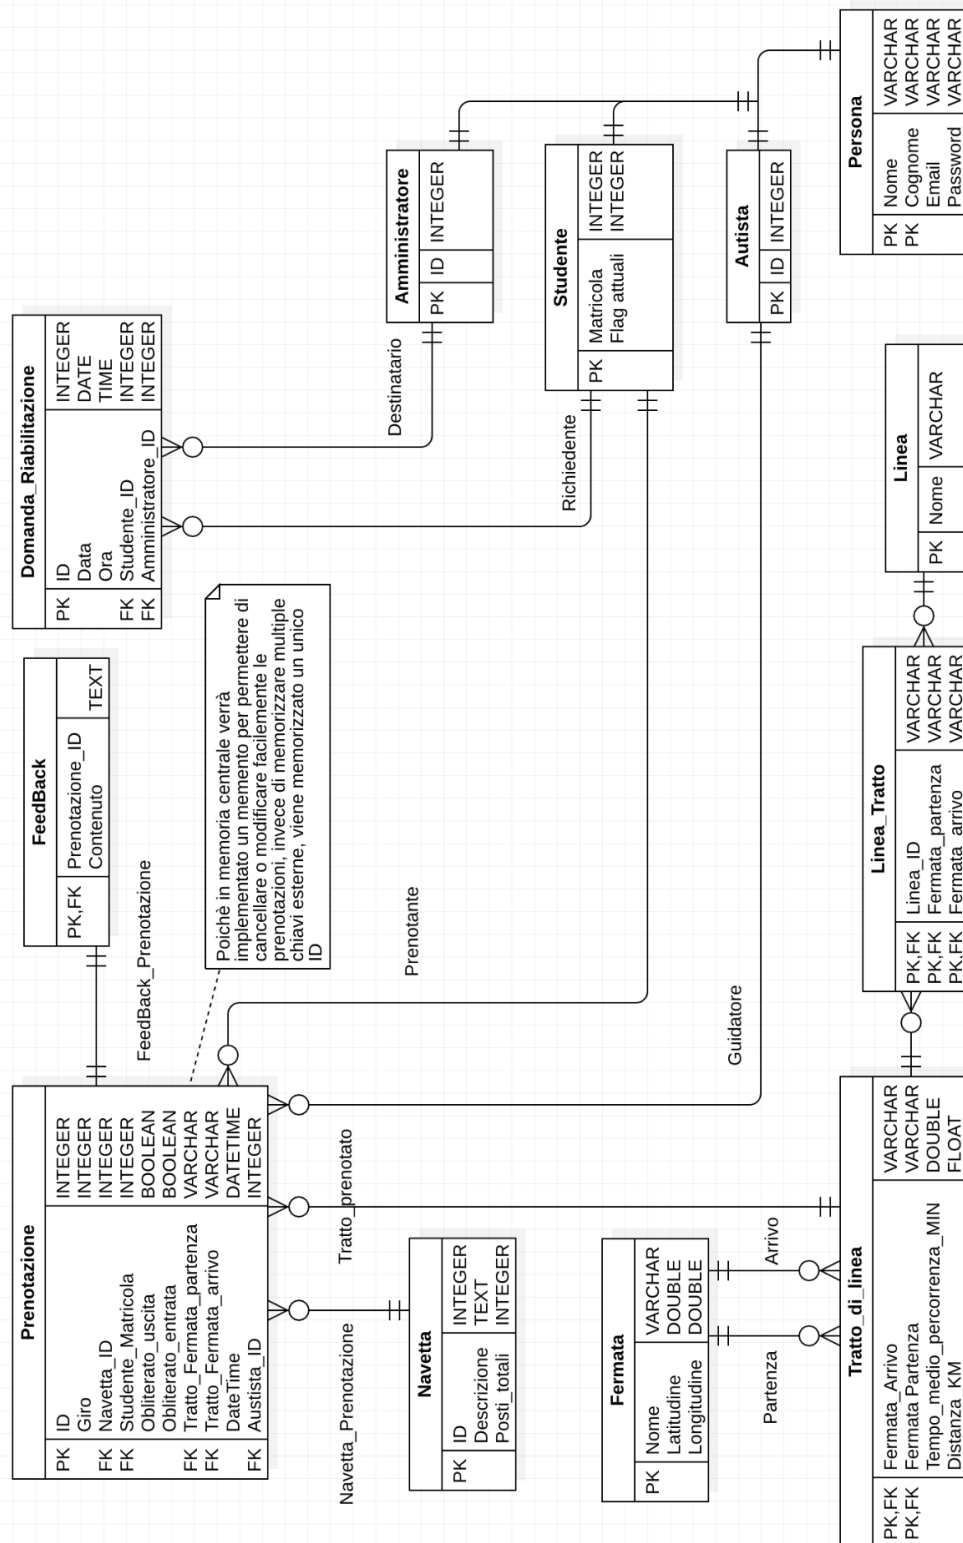 Prenotazione
PK ID INTEGER
Giro INTEGER
FK Navetta_ID INTEGER
FK Studente_Matricola INTEGER
Obliterato_uscita BOOLEAN
Obliterato_entrata BOOLEAN
FK Tratto_Fermata_partenza VARCHAR
FK Tratto_Fermata_arrivo VARCHAR
DateTime DATETIME
FK Austista_ID INTEGER
FeedBack_Prenotazione
FeedBack
PK,FK Prenotazione_ID
Contenuto TEXT
Domanda_Riabilitazione
PK ID INTEGER
Data DATE
Ora TIME
FK Studente_ID INTEGER
FK Amministratore_ID INTEGER
Poichè in memoria centrale verrà
implementato un memento per permettere di
cancellare o modificare facilemente le
prenotazioni, invece di memorizzare multiple
chiavi esterne, viene memorizzato un unico
ID
Navetta_Prenotazione
Tratto_prenotato
Prenotante
Destinatario
Navetta
PK ID INTEGER
Descrizione TEXT
Posti_totali INTEGER
Amministratore
PK ID INTEGER
Richiedente
Studente
PK Matricola INTEGER
Flag attuali INTEGER
Fermata
PK Nome VARCHAR
Latitudine DOUBLE
Longitudine DOUBLE
Guidatore
Autista
PK ID INTEGER
Partenza
Arrivo
Tratto_di_linea
PK,FK Fermata_Arrivo VARCHAR
PK,FK Fermata Partenza VARCHAR
Tempo_medio_percorrenza_MIN DOUBLE
Distanza_KM FLOAT
Linea_Tratto
PK,FK Linea_ID VARCHAR
PK,FK Fermata_partenza VARCHAR
PK,FK Fermata_arrivo VARCHAR
Linea
PK Nome VARCHAR
Persona
PK Nome VARCHAR
PK Cognome VARCHAR
Email VARCHAR
Password VARCHAR